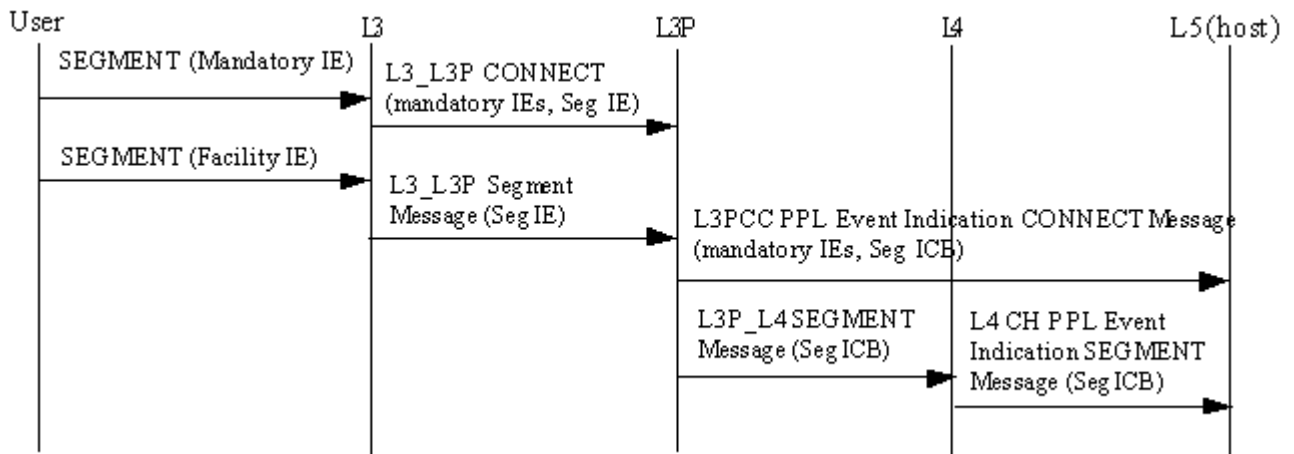 User L3 L3P L4 L5(host)
SEGMENT (Mandatory IE)
L3_L3P CONNECT
(mandatory IEs, Seg IE)
SEGMENT (Facility IE)
L3_L3P Segment
Message (Seg IE)
L3PCC PPL Event Indication CONNECT Message
(mandatory IEs, Seg ICB)
L3P_L4 SEGMENT
Message (Seg ICB)
L4 CH PPL Event
Indication SEGMENT
Message (Seg ICB)